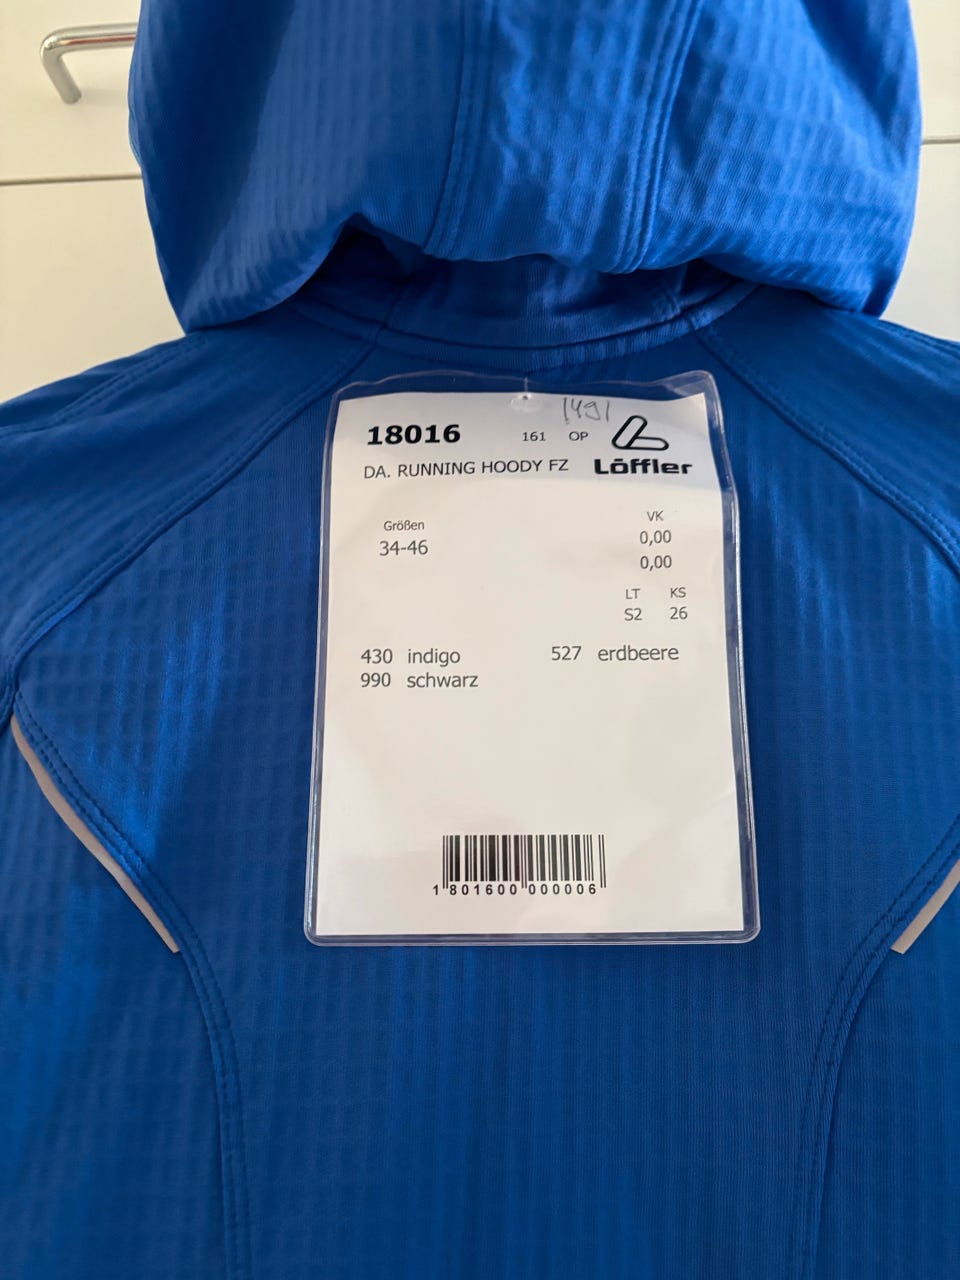 18016 161 OP 1491
Löffler
DA. RUNNING HOODY FZ
Größen VK
34-46 0,00
0,00
LT KS
S2 26
430 indigo 527 erdbeere
990 schwarz
1 801600 000006